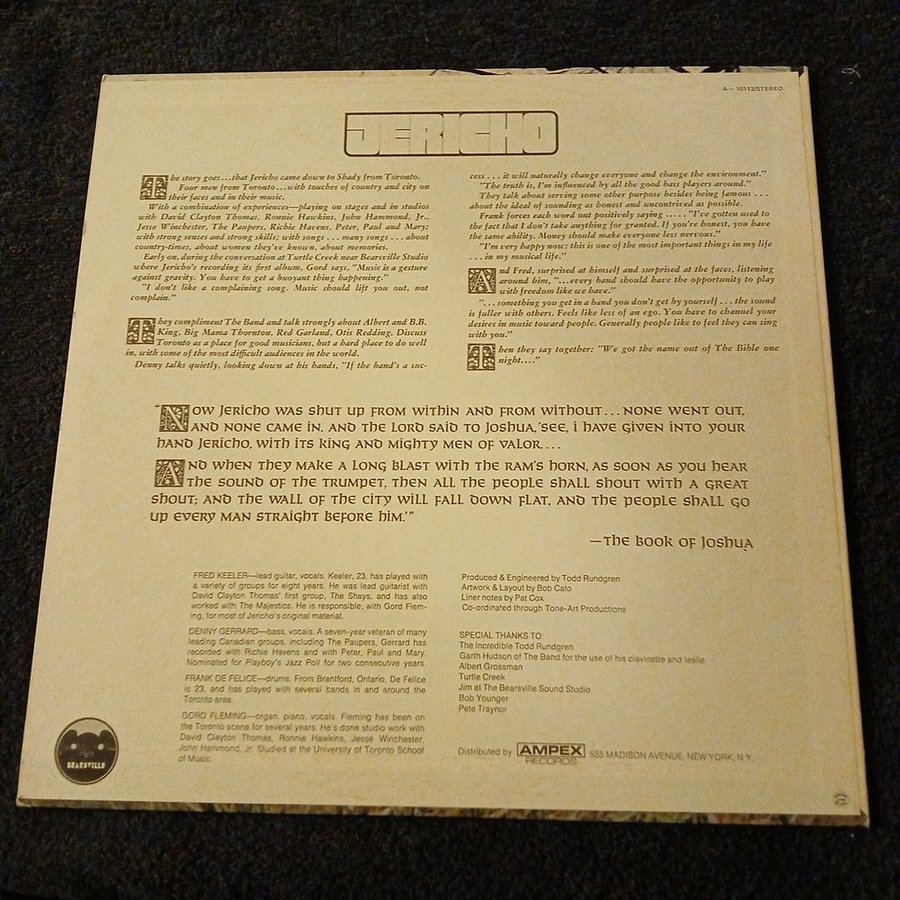 A-10112/STEREO
JERICHO
The story goes...that Jericho came down to Shady from Toronto.
Four men from Toronto...with touches of country and city on
their faces and in their music.
With a combination of experiences—playing on stages and in studios
with David Clayton Thomas, Ronnie Hawkins, John Hammond, Jr.,
Jesse Winchester, The Paupers, Richie Havens, Peter, Paul and Mary;
with strong senses and strong skills; with songs...many songs...about
country-times, about women they've known, about memories.
Early on, during the conversation at Turtle Creek near Bearsville Studio
where Jericho's recording its first album, Gord says, "Music is a gesture
against gravity. You have to get a buoyant thing happening."
"I don't like a complaining song. Music should lift you out, not
complain."
They compliment The Band and talk strongly about Albert and B.B.
King, Big Mama Thornton, Red Garland, Otis Redding. Discuss
Toronto as a place for good musicians, but a hard place to do well
in, with some of the most difficult audiences in the world.
Denny talks quietly, looking down at his hands, "If the band's a suc-
cess...it will naturally change everyone and change the environment."
"The truth is, I'm influenced by all the good bass players around."
They talk about serving some other purpose besides being famous...
about the ideal of sounding as honest and uncontrived as possible.
Frank forces each word out positively saying....."I've gotten used to
the fact that I don't take anything for granted. If you're honest, you have
the same ability. Money should make everyone less nervous."
"I'm very happy now; this is one of the most important things in my life
...in my musical life."
And Fred, surprised at himself and surprised at the faces, listening
around him, "...every band should have the opportunity to play
with freedom like we have."
"...something you get in a band you don't get by yourself...the sound
is fuller with others. Feels like less of an ego. You have to channel your
desires in music toward people. Generally people like to feel they can sing
with you."
Then they say together: "We got the name out of The Bible one
night...."
"Now Jericho was shut up from within and from without...none went out,
and none came in. And the Lord said to Joshua, 'See, I have given into your
hand Jericho, with its king and mighty men of valor....
And when they make a long blast with the ram's horn, as soon as you hear
the sound of the trumpet, then all the people shall shout with a great
shout; and the wall of the city will fall down flat, and the people shall go
up every man straight before him.'"
—The Book of Joshua
FRED KEELER—lead guitar, vocals. Keeler, 23, has played with
a variety of groups for eight years. He was lead guitarist with
David Clayton Thomas' first group, The Shays, and has also
worked with The Majestics. He is responsible, with Gord Flem-
ing, for most of Jericho's original material.
DENNY GERRARD—bass, vocals. A seven-year veteran of many
leading Canadian groups, including The Paupers, Gerrard has
recorded with Richie Havens and with Peter, Paul and Mary.
Nominated for Playboy's Jazz Poll for two consecutive years.
FRANK DE FELICE—drums. From Brantford, Ontario, De Felice
is 23, and has played with several bands in and around the
Toronto area.
GORD FLEMING—organ, piano, vocals. Fleming has been on
the Toronto scene for several years. He's done studio work with
David Clayton Thomas, Ronnie Hawkins, Jesse Winchester,
John Hammond, Jr. Studied at the University of Toronto School
of Music.
Produced & Engineered by Todd Rundgren
Artwork & Layout by Bob Cato
Liner notes by Pat Cox
Co-ordinated through Tone-Art Productions
SPECIAL THANKS TO:
The Incredible Todd Rundgren
Garth Hudson of The Band for the use of his clavinette and leslie
Albert Grossman
Turtle Creek
Jim at The Bearsville Sound Studio
Bob Younger
Pete Traynor
BEARSVILLE
Distributed by AMPEX RECORDS 555 MADISON AVENUE, NEW YORK, N.Y.